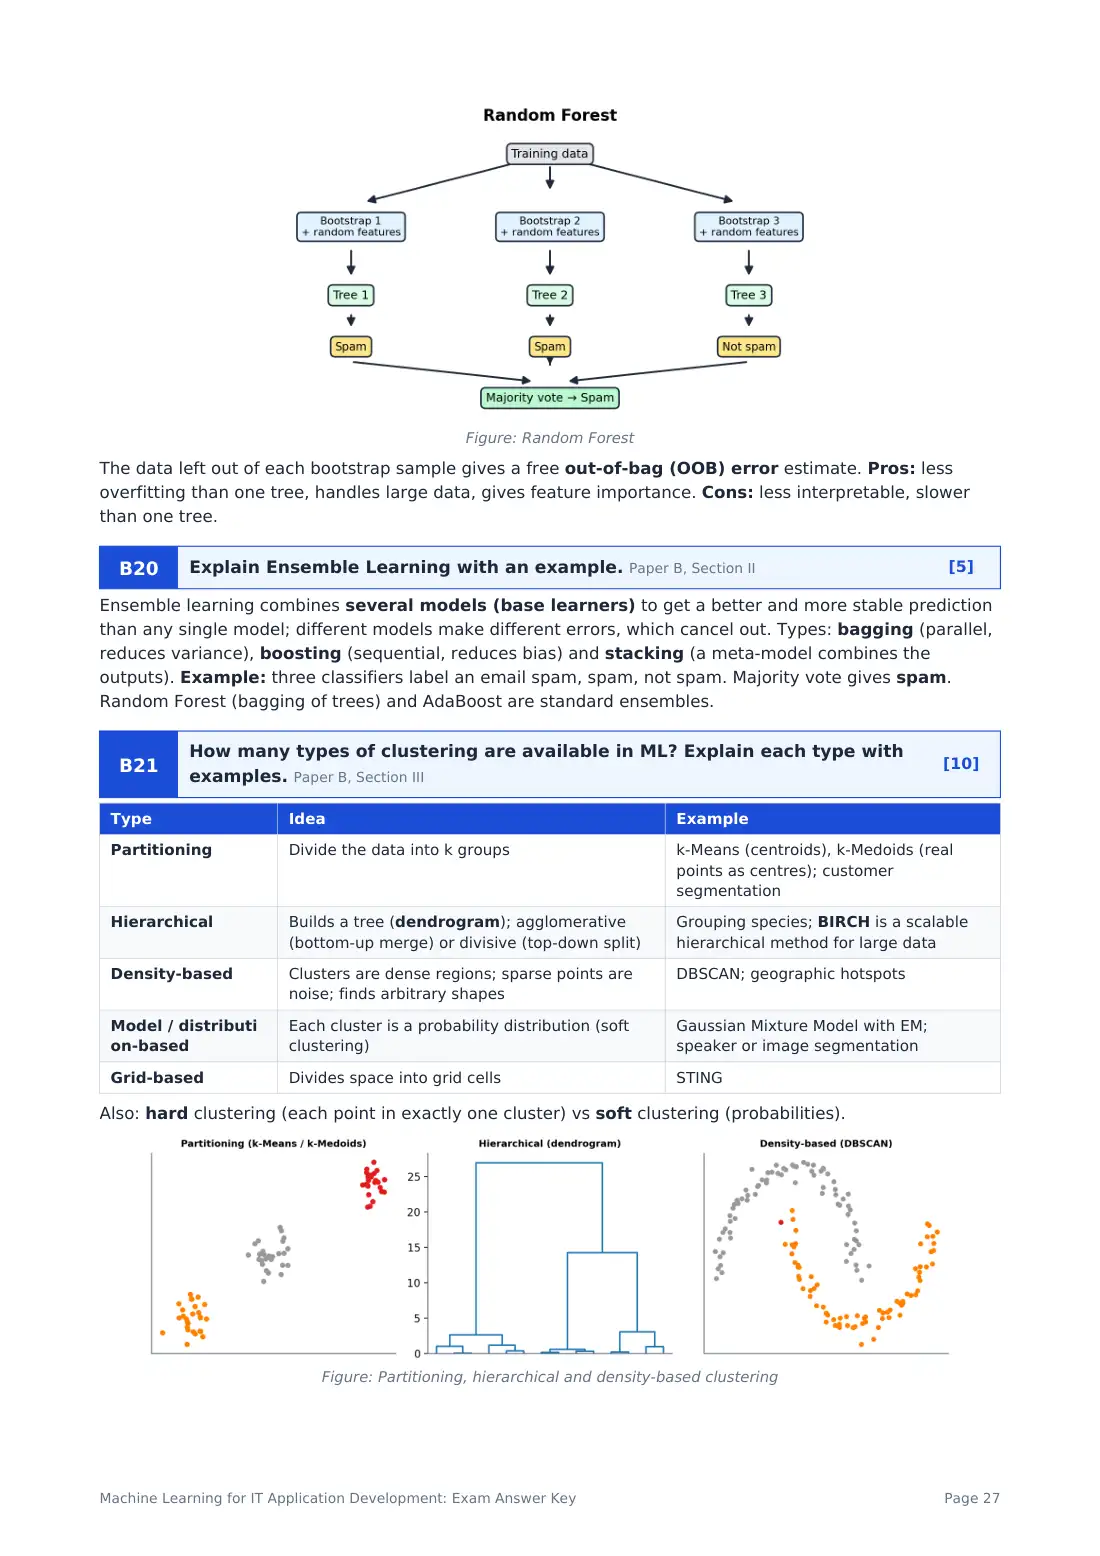 Random Forest
Training data
Bootstrap 1
+ random features
Bootstrap 2
+ random features
Bootstrap 3
+ random features
Tree 1
Tree 2
Tree 3
Spam
Spam
Not spam
Majority vote → Spam
Figure: Random Forest
The data left out of each bootstrap sample gives a free out-of-bag (OOB) error estimate. Pros: less
overfitting than one tree, handles large data, gives feature importance. Cons: less interpretable, slower
than one tree.
B20 Explain Ensemble Learning with an example. Paper B, Section II [5]
Ensemble learning combines several models (base learners) to get a better and more stable prediction
than any single model; different models make different errors, which cancel out. Types: bagging (parallel,
reduces variance), boosting (sequential, reduces bias) and stacking (a meta-model combines the
outputs). Example: three classifiers label an email spam, spam, not spam. Majority vote gives spam.
Random Forest (bagging of trees) and AdaBoost are standard ensembles.
B21 How many types of clustering are available in ML? Explain each type with
examples. Paper B, Section III [10]
Type Idea Example
Partitioning Divide the data into k groups k-Means (centroids), k-Medoids (real
points as centres); customer
segmentation
Hierarchical Builds a tree (dendrogram); agglomerative Grouping species; BIRCH is a scalable
(bottom-up merge) or divisive (top-down split) hierarchical method for large data
Density-based Clusters are dense regions; sparse points are DBSCAN; geographic hotspots
noise; finds arbitrary shapes
Model / distributi Each cluster is a probability distribution (soft Gaussian Mixture Model with EM;
on-based clustering) speaker or image segmentation
Grid-based Divides space into grid cells STING
Also: hard clustering (each point in exactly one cluster) vs soft clustering (probabilities).
Partitioning (k-Means / k-Medoids)
Hierarchical (dendrogram)
25
20
15
10
5
0
Density-based (DBSCAN)
Figure: Partitioning, hierarchical and density-based clustering
Machine Learning for IT Application Development: Exam Answer Key Page 27